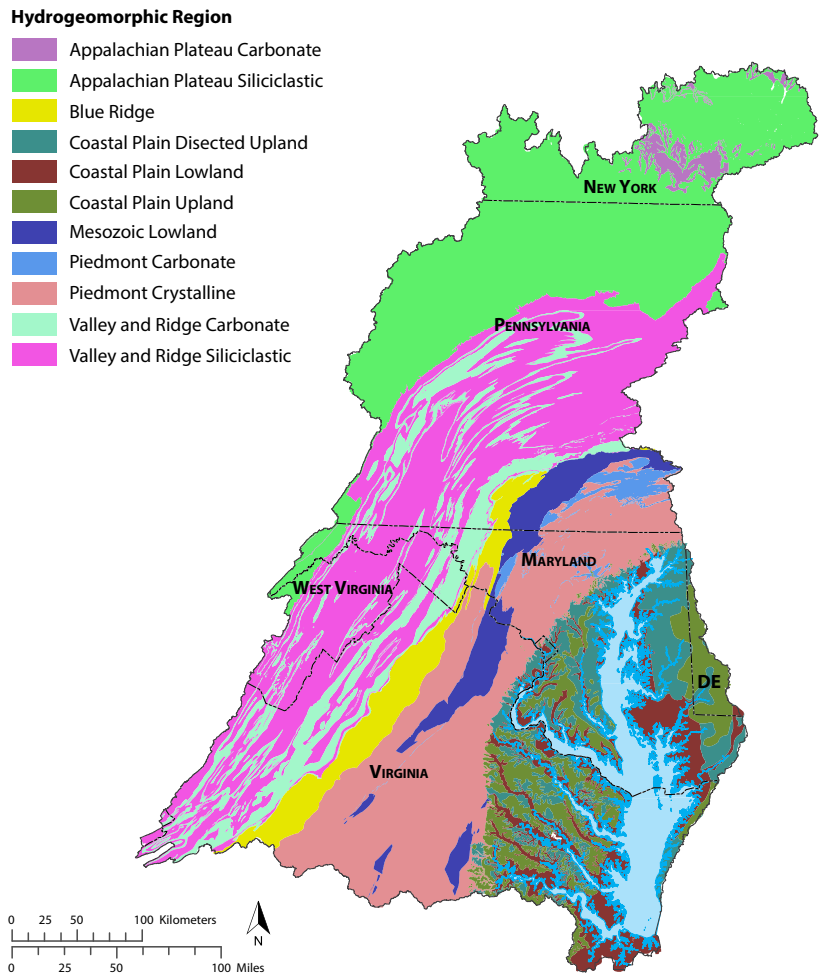 Hydrogeomorphic Region
Appalachian Plateau Carbonate
Appalachian Plateau Siliciclastic
Blue Ridge
Coastal Plain Disected Upland
Coastal Plain Lowland
Coastal Plain Upland
Mesozoic Lowland
Piedmont Carbonate
Piedmont Crystalline
Valley and Ridge Carbonate
Valley and Ridge Siliciclastic
New York
Pennsylvania
Maryland
West Virginia
DE
Virginia
0 25 50 100 Kilometers
0 25 50 100 Miles
N